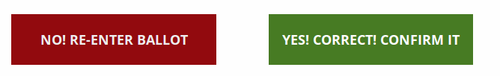 NO! RE-ENTER BALLOT
YES! CORRECT! CONFIRM IT